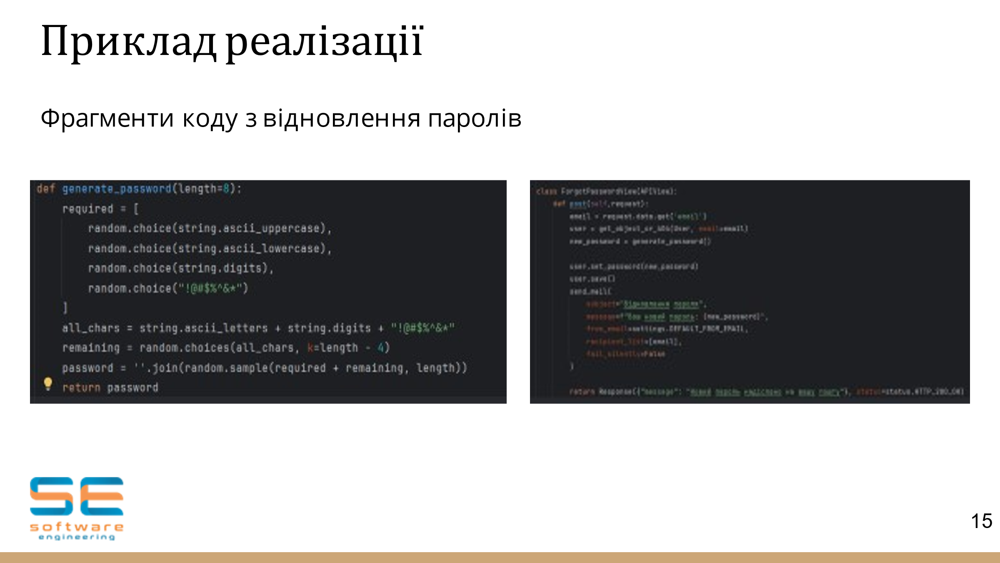 Приклад реалізації
Фрагменти коду з відновлення паролів
def generate_password(length=8):
required = [
random.choice(string.ascii_uppercase),
random.choice(string.ascii_lowercase),
random.choice(string.digits),
random.choice("!@#$%^&*")
]
all_chars = string.ascii_letters + string.digits + "!@#$%^&*"
remaining = random.choices(all_chars, k=length - 4)
password = ''.join(random.sample(required + remaining, length))
return password
class ForgotPasswordView(APIView):
def post(self,request):
email = request.data.get('email')
user = get_object_or_404(User, email=email)
new_password = generate_password()
user.set_password(new_password)
user.save()
send_mail(
subject="Відновлення пароля",
message=f"Ваш новий пароль: {new_password}",
from_email=settings.DEFAULT_FROM_EMAIL,
recipient_list=[email],
fail_silently=False
)
return Response({"message": "Новий пароль надіслано на вашу пошту"}, status=status.HTTP_200_OK)
SE
software
engineering
15